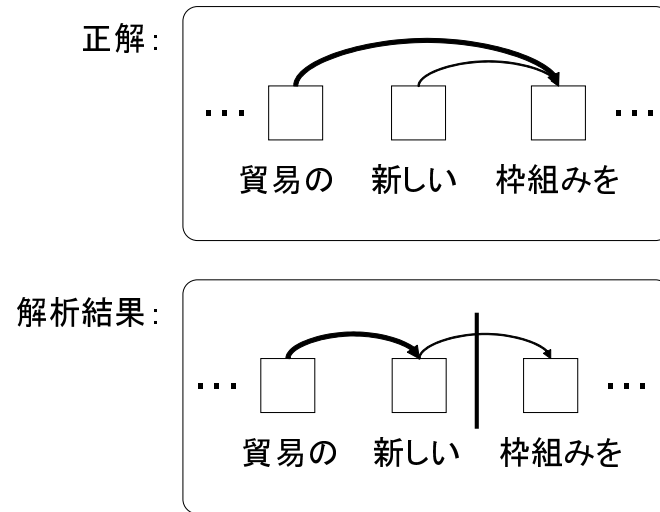 正解：
… …
貿易の 新しい 枠組みを
解析結果：
… …
貿易の 新しい 枠組みを